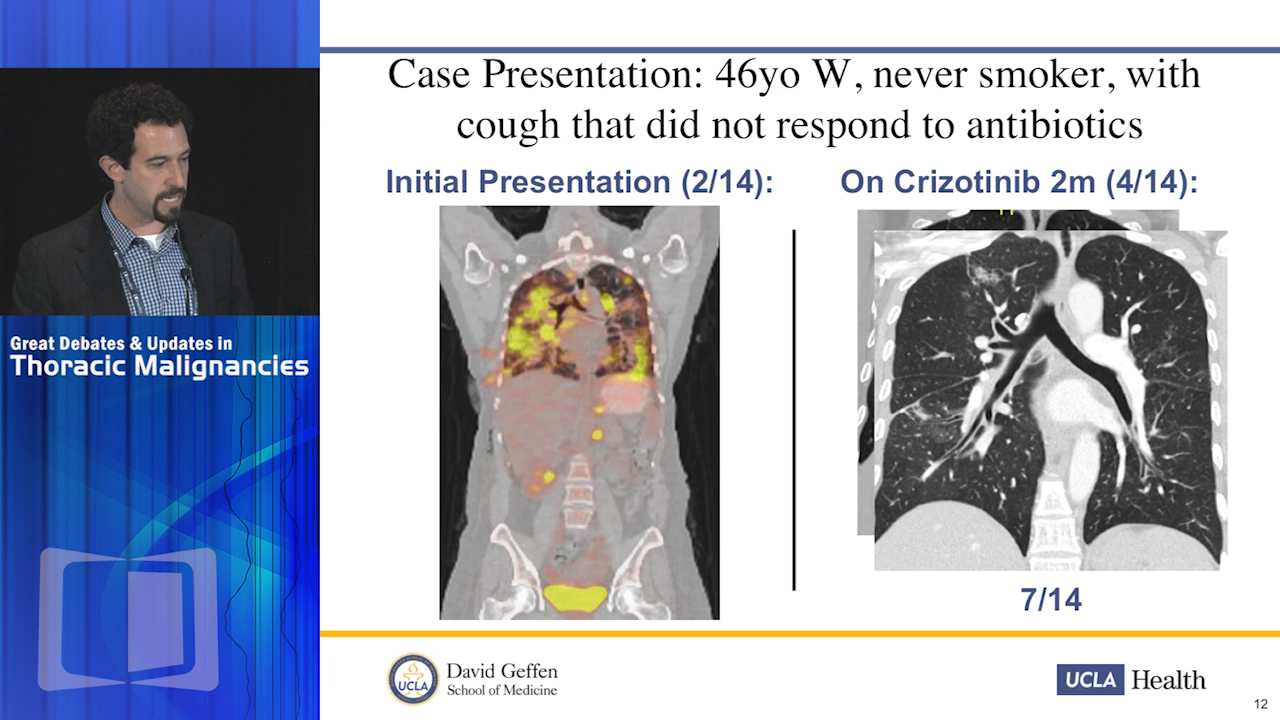 Case Presentation: 46yo W, never smoker, with
cough that did not respond to antibiotics
Initial Presentation (2/14):
On Crizotinib 2m (4/14):
7/14
Great Debates & Updates in
Thoracic Malignancies
UCLA
David Geffen
School of Medicine
UCLA Health
12